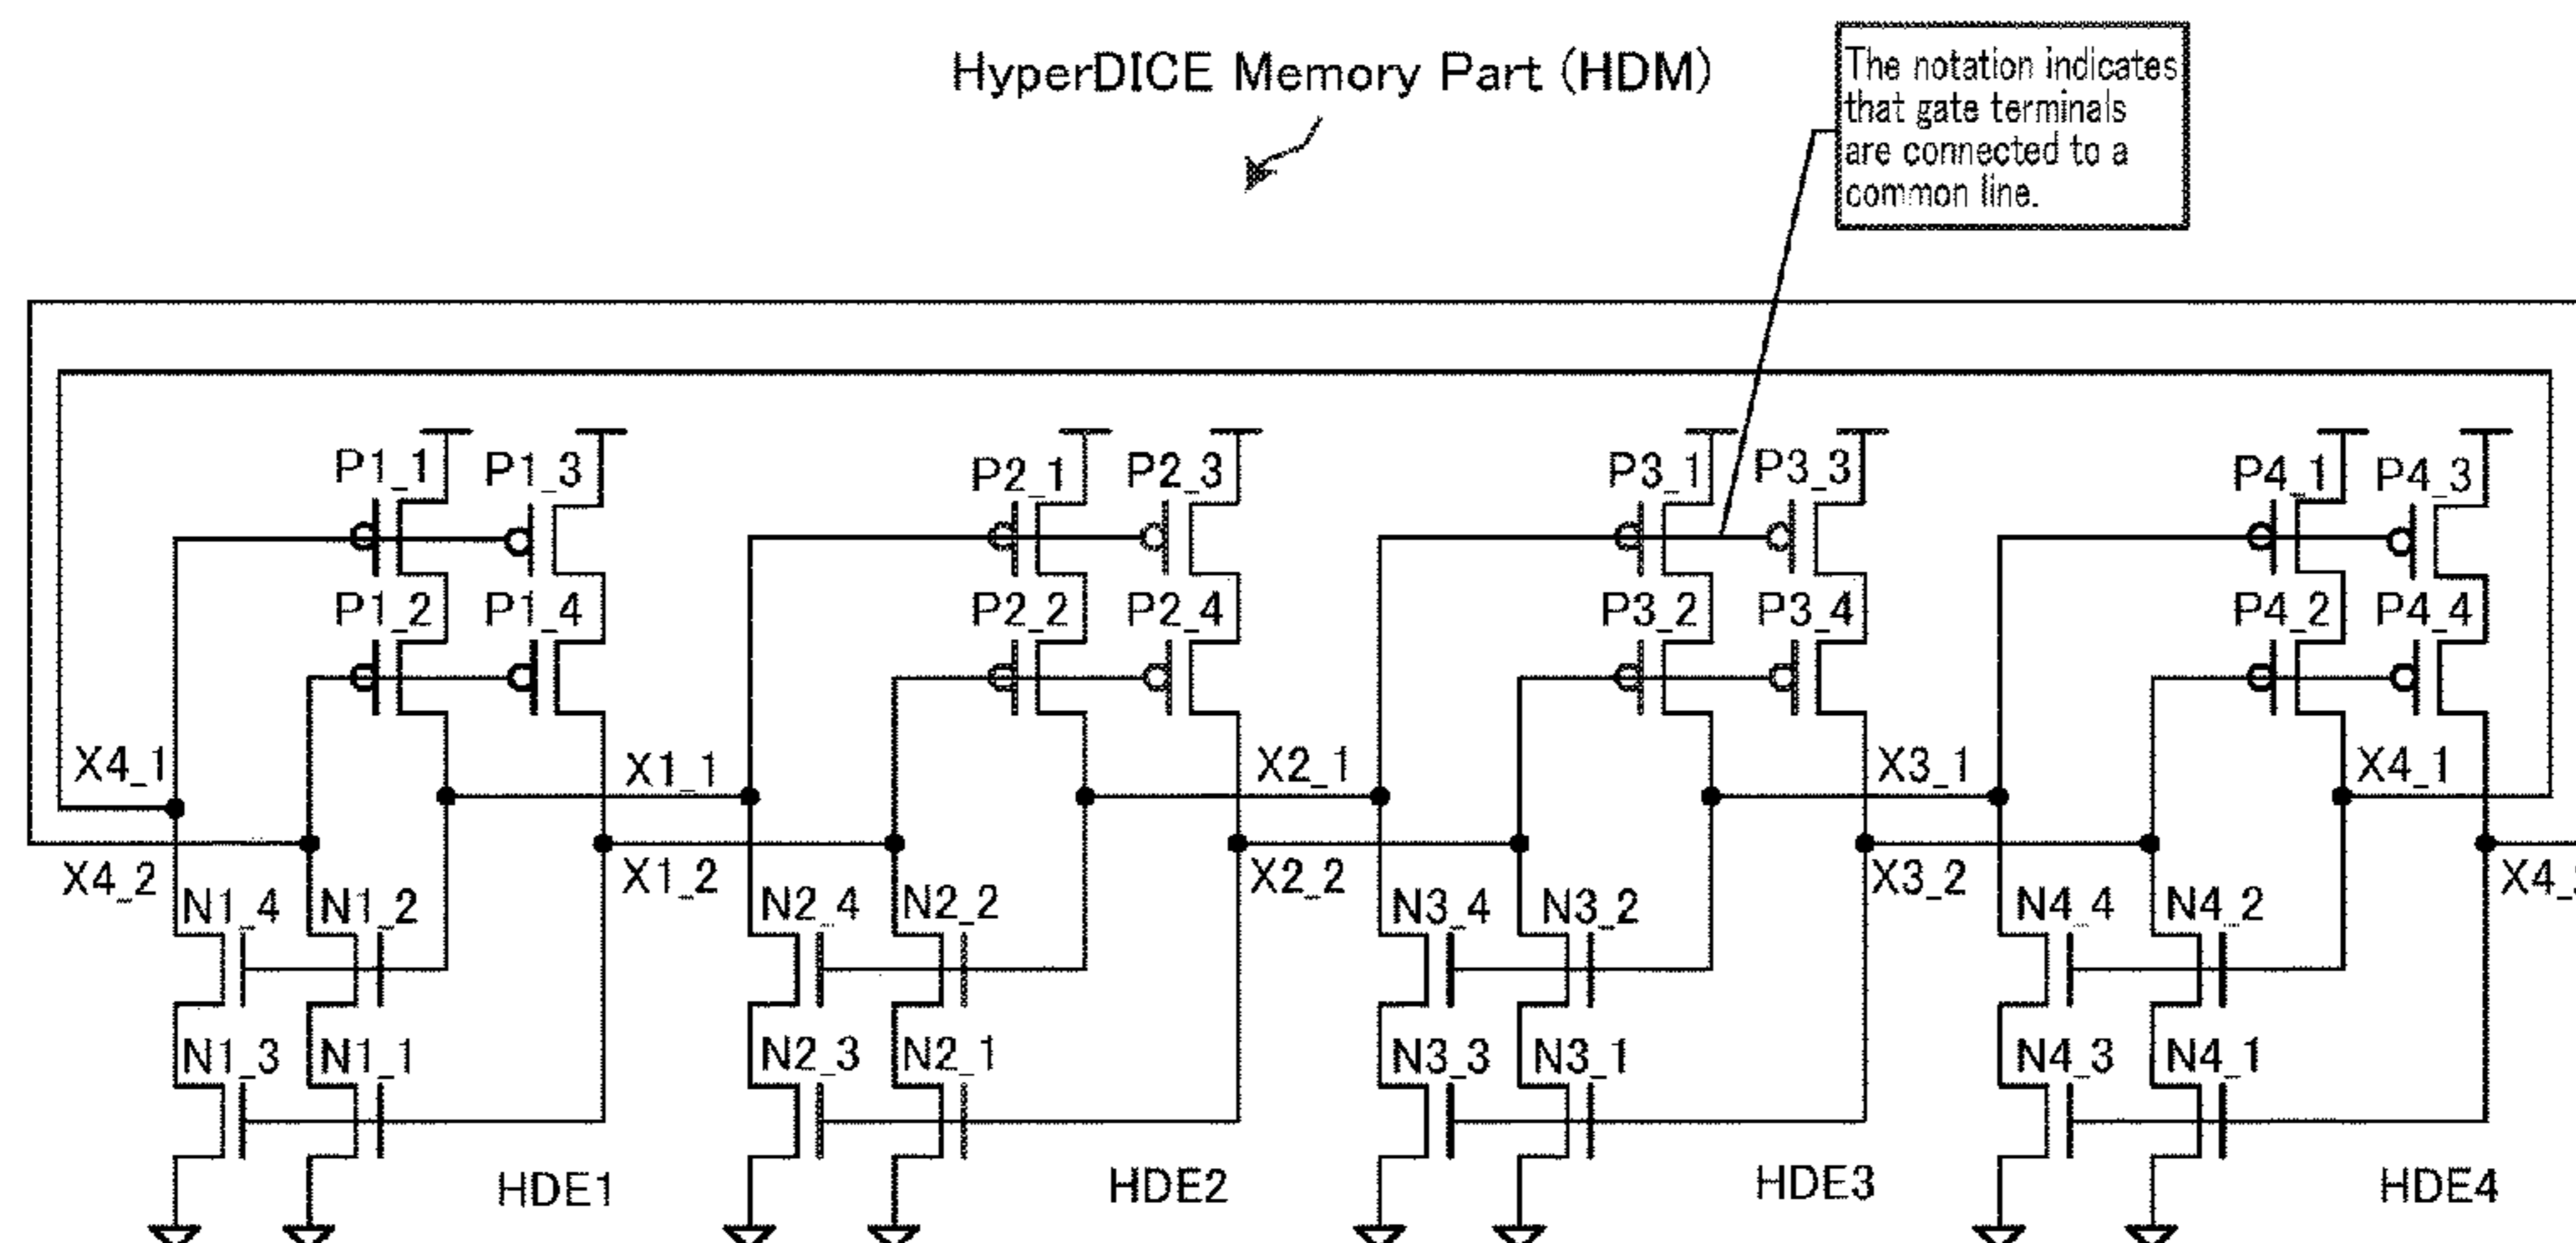 HyperDICE Memory Part (HDM)
The notation indicates
that gate terminals
are connected to a
common line.
P1_1 P1_3 P2_1 P2_3 P3_1 P3_3 P4_1 P4_3
P1_2 P1_4 P2_2 P2_4 P3_2 P3_4 P4_2 P4_4
X4_1 X1_1 X2_1 X3_1 X4_1
X4_2 X1_2 X2_2 X3_2 X4_
N1_4 N1_2 N2_4 N2_2 N3_4 N3_2 N4_4 N4_2
N1_3 N1_1 N2_3 N2_1 N3_3 N3_1 N4_3 N4_1
HDE1 HDE2 HDE3 HDE4